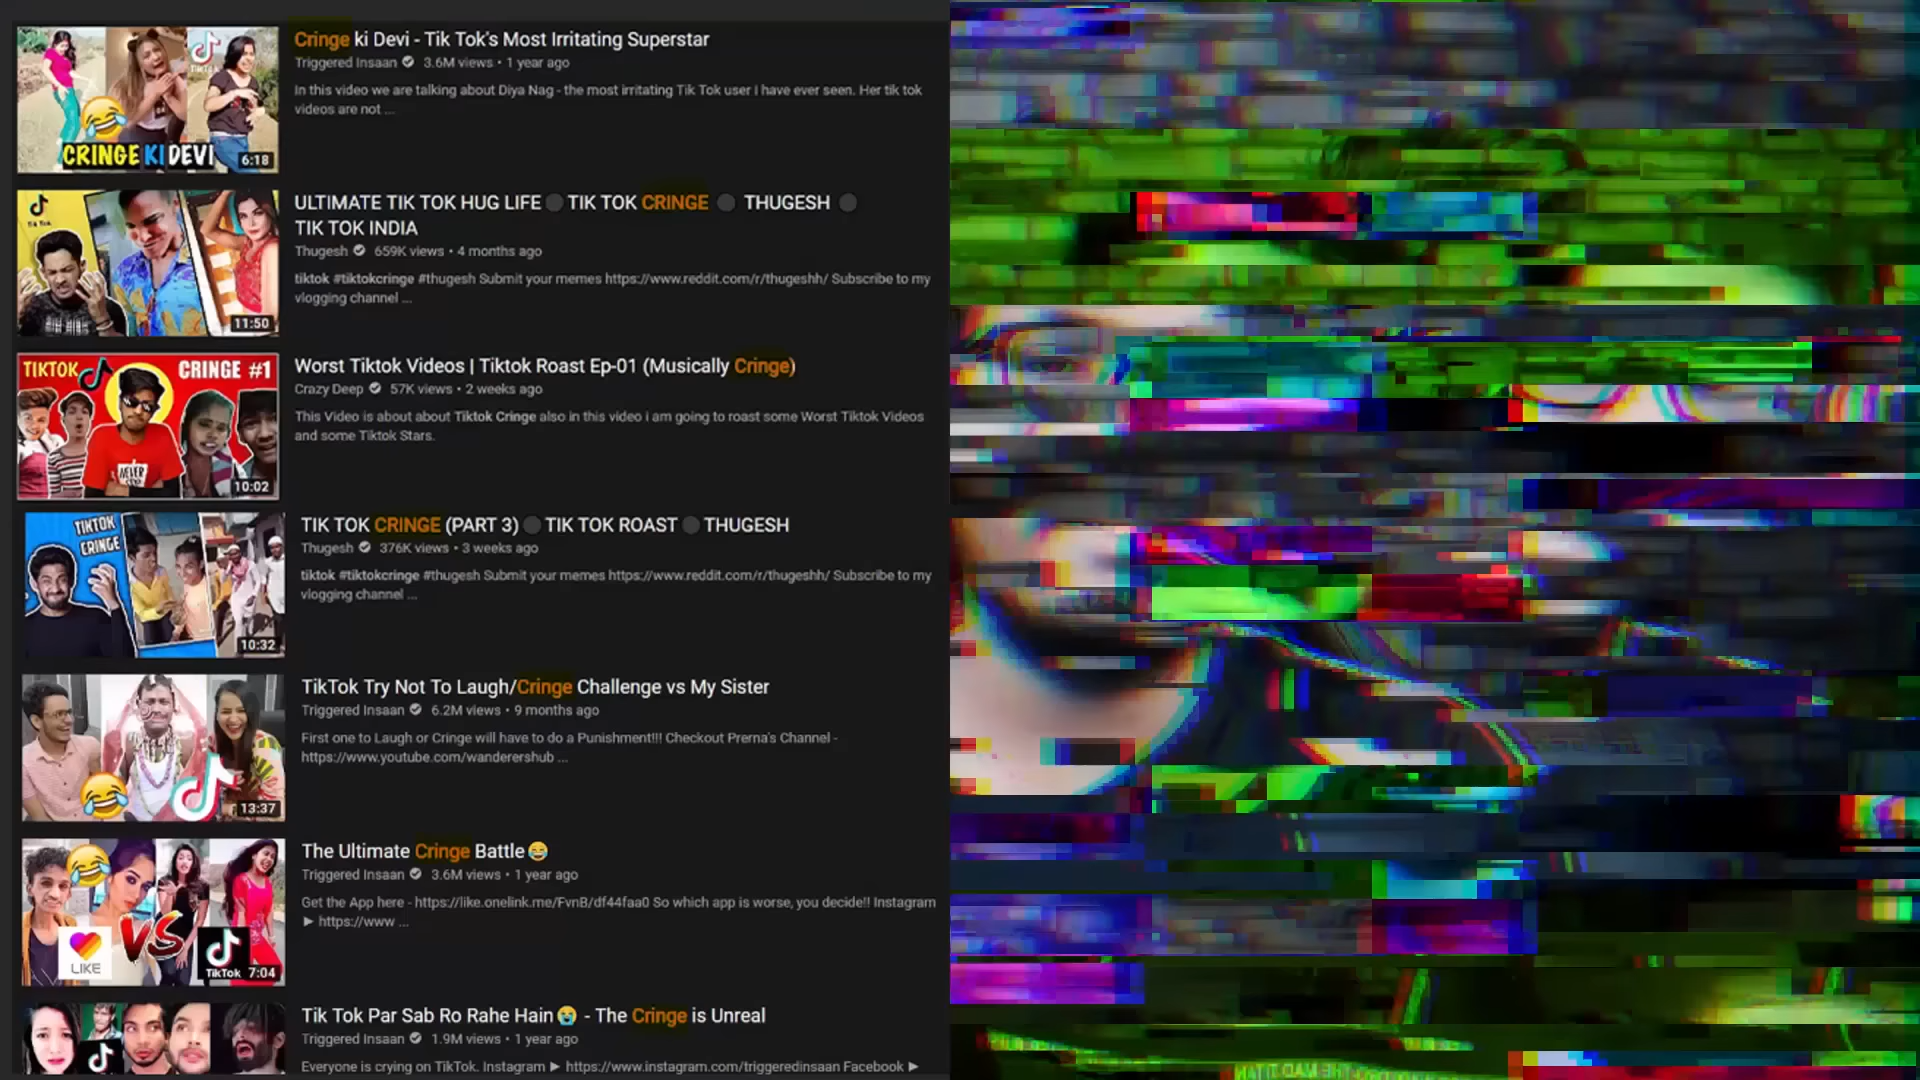 Cringe ki Devi - Tik Tok's Most Irritating Superstar
Triggered Insaan 3.6M views • 1 year ago
In this video we are talking about Diya Nag - the most irritating Tik Tok user I have ever seen. Her tik tok
videos are not ...
TikTok
CRINGE KI DEVI
6:18
ULTIMATE TIK TOK HUG LIFE TIK TOK CRINGE THUGESH
TIK TOK INDIA
Thugesh 659K views • 4 months ago
tiktok #tiktokcringe #thugesh Submit your memes https://www.reddit.com/r/thugeshh/ Subscribe to my
vlogging channel ...
Tik Tok
11:50
Worst Tiktok Videos | Tiktok Roast Ep-01 (Musically Cringe)
Crazy Deep 57K views • 2 weeks ago
This Video is about about Tiktok Cringe also in this video i am going to roast some Worst Tiktok Videos
and some Tiktok Stars.
TIKTOK CRINGE #1
NEVER
10:02
TIK TOK CRINGE (PART 3) TIK TOK ROAST THUGESH
Thugesh 376K views • 3 weeks ago
tiktok #tiktokcringe #thugesh Submit your memes https://www.reddit.com/r/thugeshh/ Subscribe to my
vlogging channel ...
TIKTOK
CRINGE
10:32
TikTok Try Not To Laugh/Cringe Challenge vs My Sister
Triggered Insaan 6.2M views • 9 months ago
First one to Laugh or Cringe will have to do a Punishment!!! Checkout Prerna's Channel -
https://www.youtube.com/wanderershub ...
13:37
The Ultimate Cringe Battle😂
Triggered Insaan 3.6M views • 1 year ago
Get the App here - https://like.onelink.me/FvnB/df44faa0 So which app is worse, you decide!! Instagram
► https://www ...
VS
LIKE
TikTok 7:04
Tik Tok Par Sab Ro Rahe Hain😭 - The Cringe is Unreal
Triggered Insaan 1.9M views • 1 year ago
Everyone is crying on TikTok. Instagram ► https://www.instagram.com/triggeredinsaan Facebook ►